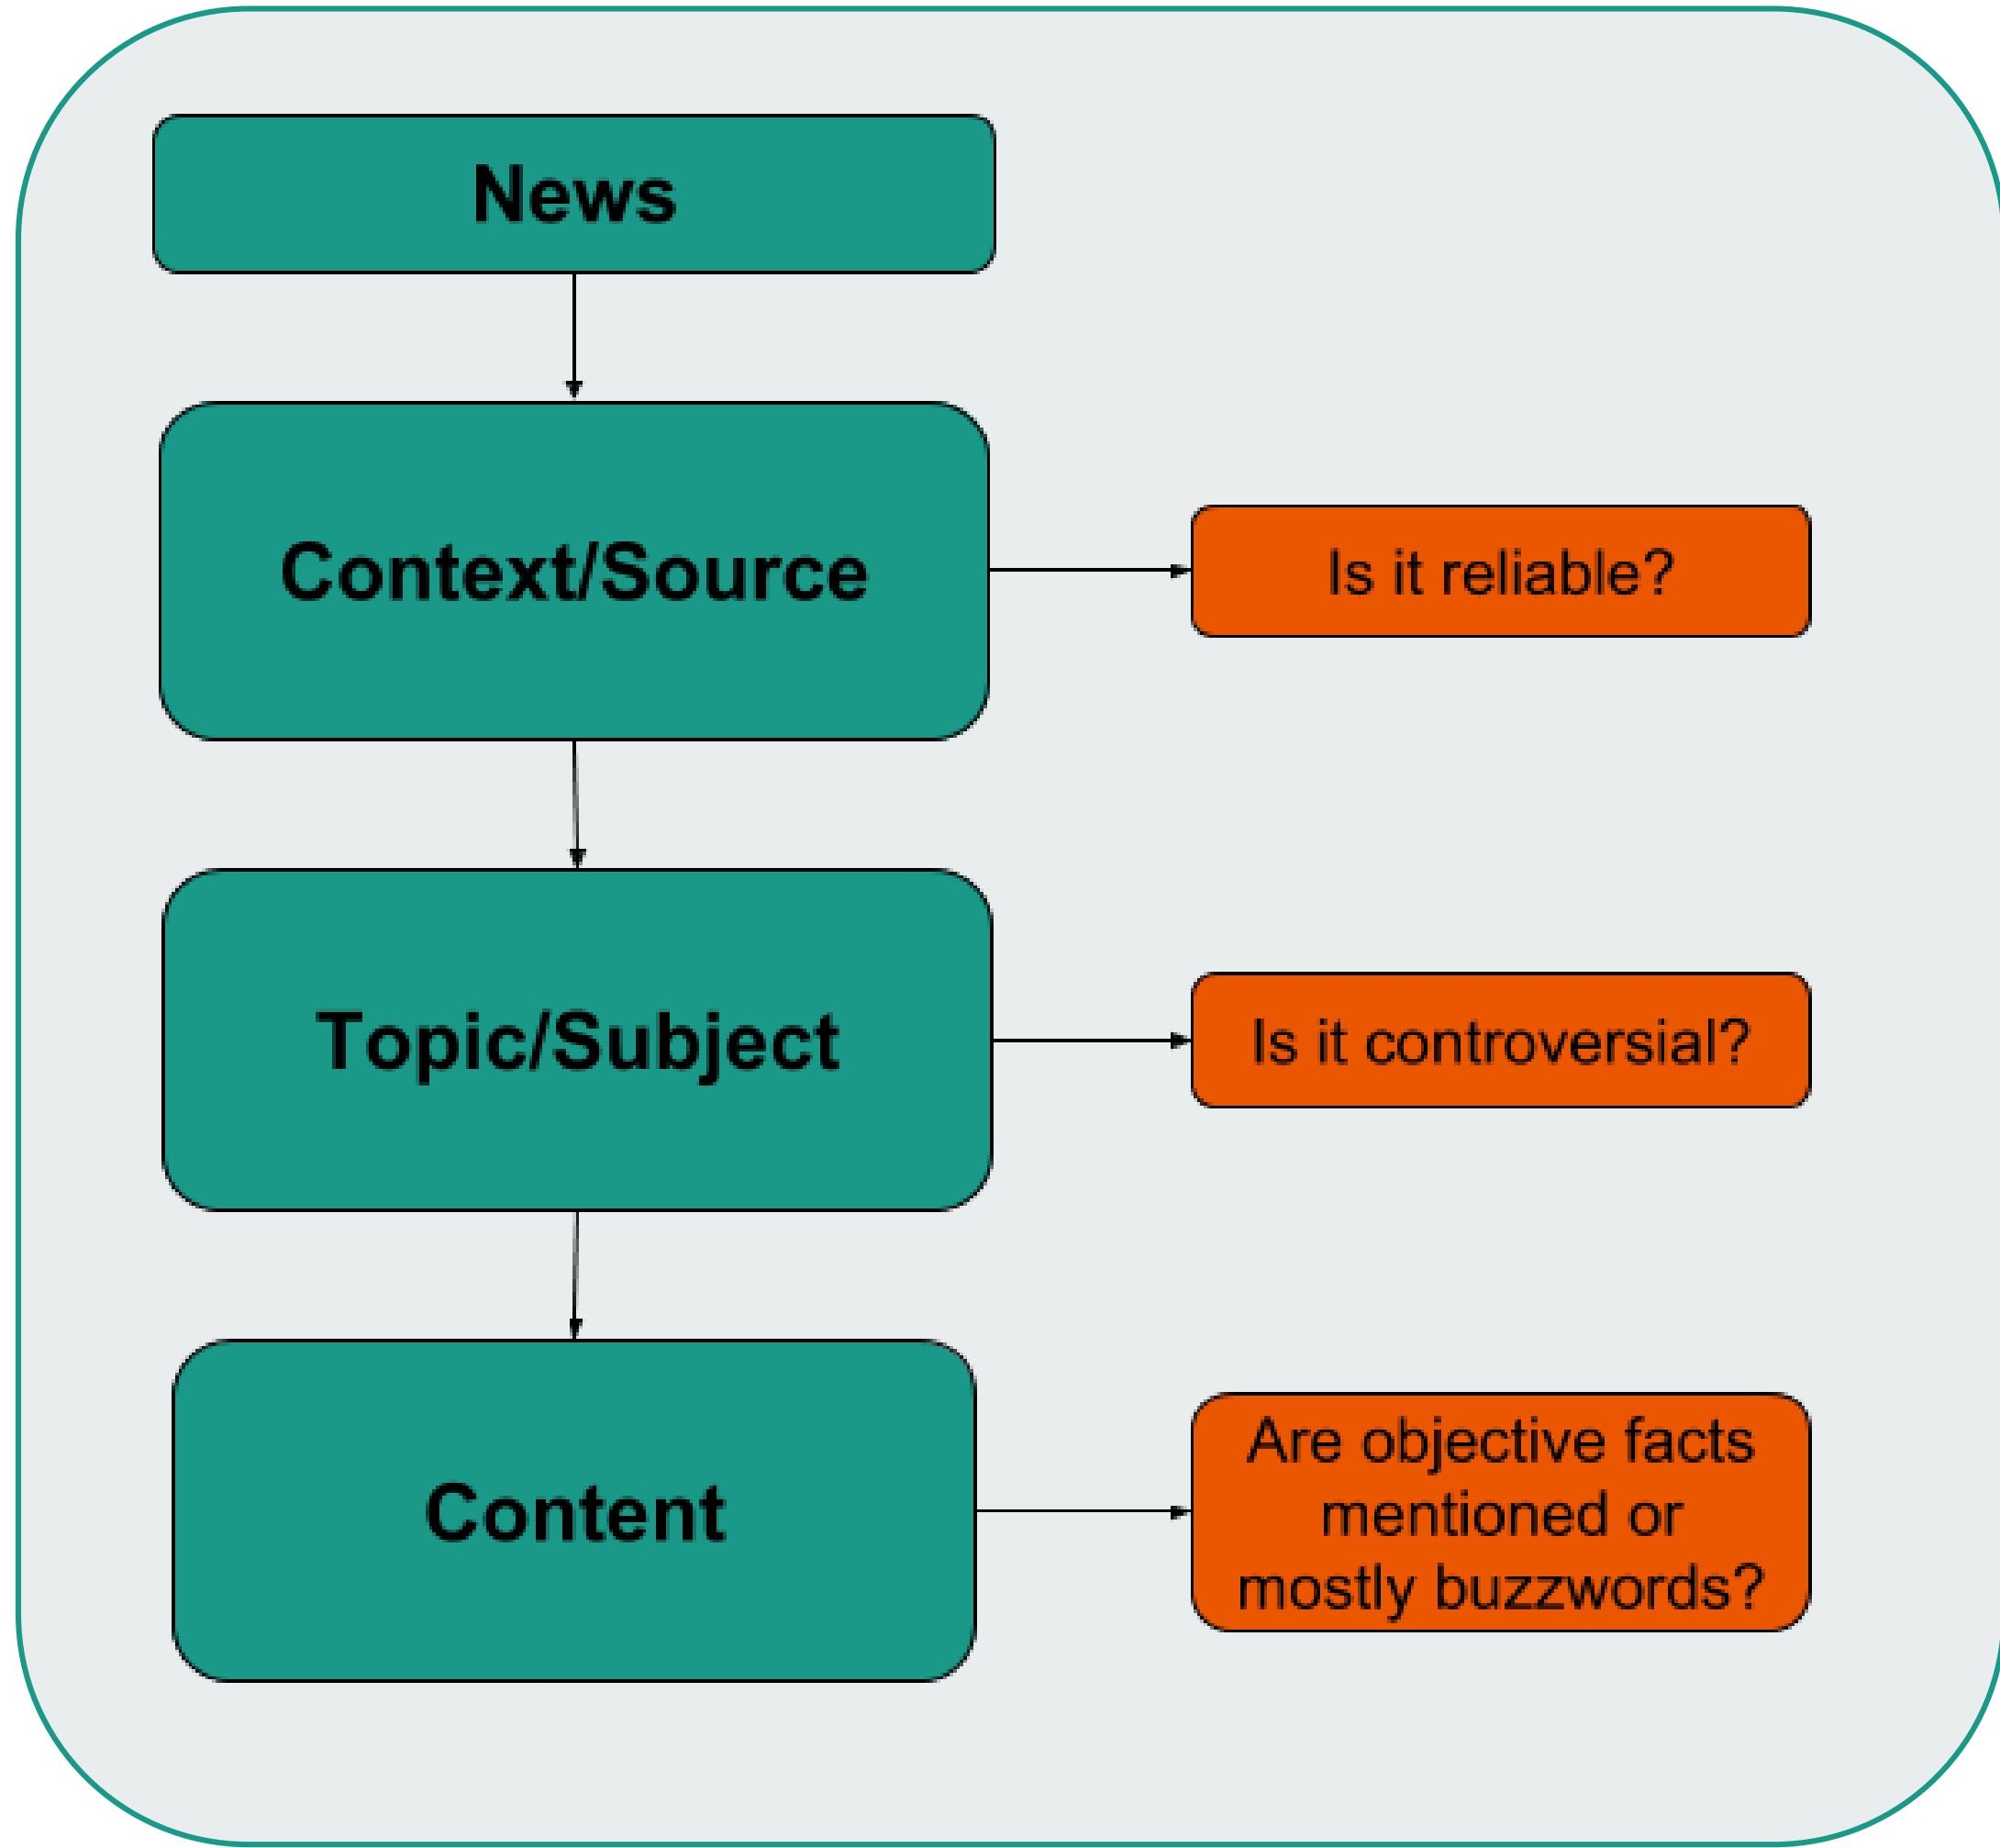 News
Context/Source
Is it reliable?
Topic/Subject
Is it controversial?
Content
Are objective facts
mentioned or
mostly buzzwords?